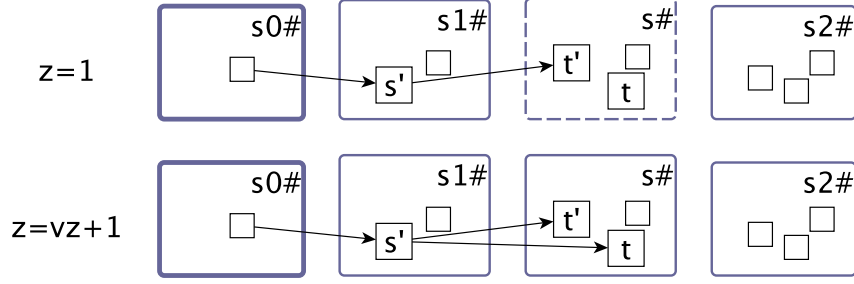 s0# s1# s# s2#
z=1 s' t' t
s0# s1# s# s2#
z=vz+1 s' t' t